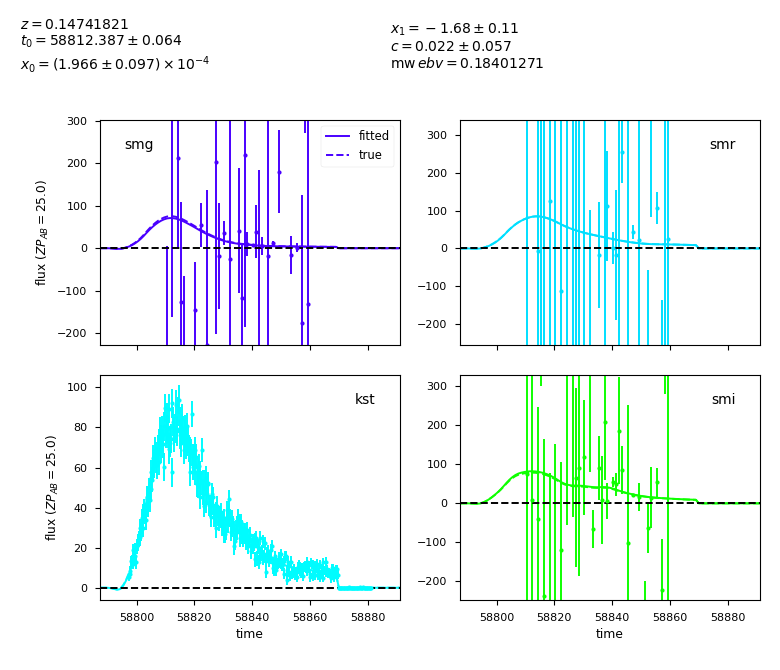 z = 0.14741821
t0 = 58812.387 ± 0.064
x0 = (1.966 ± 0.097) × 10^-4
x1 = −1.68 ± 0.11
c = 0.022 ± 0.057
mw ebv = 0.18401271
smg
fitted
true
300
200
100
0
−100
−200
flux (ZP_AB = 25.0)
smr
300
200
100
0
−100
−200
kst
100
80
60
40
20
0
flux (ZP_AB = 25.0)
58800 58820 58840 58860 58880
time
smi
300
200
100
0
−100
−200
58800 58820 58840 58860 58880
time